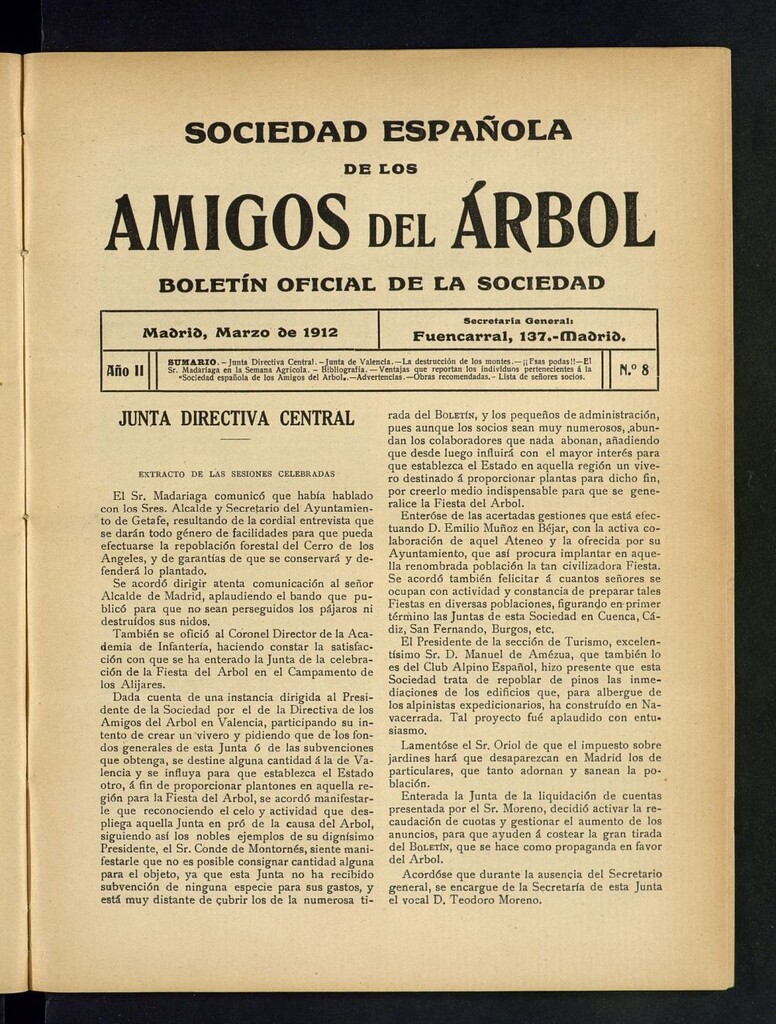 SOCIEDAD ESPAÑOLA
DE LOS
AMIGOS DEL ÁRBOL
BOLETÍN OFICIAL DE LA SOCIEDAD
Madrid, Marzo de 1912
Secretaria General:
Fuencarral, 137.-Madrid.
Año II
SUMARIO. – Junta Directiva Central. – Junta de Valencia. — La destrucción de los montes. — ¡¡Esas podas!! — El
Sr. Madariaga en la Semana Agrícola. – Bibliografía. — Ventajas que reportan los individuos pertenecientes á la
«Sociedad española de los Amigos del Arbol». — Advertencias. — Obras recomendadas. – Lista de señores socios.
N.º 8
JUNTA DIRECTIVA CENTRAL
EXTRACTO DE LAS SESIONES CELEBRADAS
El Sr. Madariaga comunicó que había hablado
con los Sres. Alcalde y Secretario del Ayuntamien-
to de Getafe, resultando de la cordial entrevista que
se darán todo género de facilidades para que pueda
efectuarse la repoblación forestal del Cerro de los
Angeles, y de garantías de que se conservará y de-
fenderá lo plantado.
Se acordó dirigir atenta comunicación al señor
Alcalde de Madrid, aplaudiendo el bando que pu-
blicó para que no sean perseguidos los pájaros ni
destruídos sus nidos.
También se ofició al Coronel Director de la Aca-
demia de Infantería, haciendo constar la satisfac-
ción con que se ha enterado la Junta de la celebra-
ción de la Fiesta del Arbol en el Campamento de
los Alijares.
Dada cuenta de una instancia dirigida al Presi-
dente de la Sociedad por el de la Directiva de los
Amigos del Arbol en Valencia, participando su in-
tento de crear un vivero y pidiendo que de los fon-
dos generales de esta Junta ó de las subvenciones
que obtenga, se destine alguna cantidad á la de Va-
lencia y se influya para que establezca el Estado
otro, á fin de proporcionar plantones en aquella re-
gión para la Fiesta del Arbol, se acordó manifestar-
le que reconociendo el celo y actividad que des-
pliega aquella Junta en pró de la causa del Arbol,
siguiendo así los nobles ejemplos de su dignísimo
Presidente, el Sr. Conde de Montornés, siente mani-
festarle que no es posible consignar cantidad alguna
para el objeto, ya que esta Junta no ha recibido
subvención de ninguna especie para sus gastos, y
está muy distante de cubrir los de la numerosa ti-
rada del BOLETÍN, y los pequeños de administración,
pues aunque los socios sean muy numerosos, abun-
dan los colaboradores que nada abonan, añadiendo
que desde luego influirá con el mayor interés para
que establezca el Estado en aquella región un vive-
ro destinado á proporcionar plantas para dicho fin,
por creerlo medio indispensable para que se gene-
ralice la Fiesta del Arbol.
Enteróse de las acertadas gestiones que está efec-
tuando D. Emilio Muñoz en Béjar, con la activa co-
laboración de aquel Ateneo y la ofrecida por su
Ayuntamiento, que así procura implantar en aque-
lla renombrada población la tan civilizadora Fiesta.
Se acordó también felicitar á cuantos señores se
ocupan con actividad y constancia de preparar tales
Fiestas en diversas poblaciones, figurando en primer
término las Juntas de esta Sociedad en Cuenca, Cá-
diz, San Fernando, Burgos, etc.
El Presidente de la sección de Turismo, excelen-
tísimo Sr. D. Manuel de Amézua, que también lo
es del Club Alpino Español, hizo presente que esta
Sociedad trata de repoblar de pinos las inme-
diaciones de los edificios que, para albergue de
los alpinistas expedicionarios, ha construído en Na-
vacerrada. Tal proyecto fué aplaudido con entu-
siasmo.
Lamentóse el Sr. Oriol de que el impuesto sobre
jardines hará que desaparezcan en Madrid los de
particulares, que tanto adornan y sanean la po-
blación.
Enterada la Junta de la liquidación de cuentas
presentada por el Sr. Moreno, decidió activar la re-
caudación de cuotas y gestionar el aumento de los
anuncios, para que ayuden á costear la gran tirada
del BOLETÍN, que se hace como propaganda en favor
del Arbol.
Acordóse que durante la ausencia del Secretario
general, se encargue de la Secretaría de esta Junta
el vocal D. Teodoro Moreno.